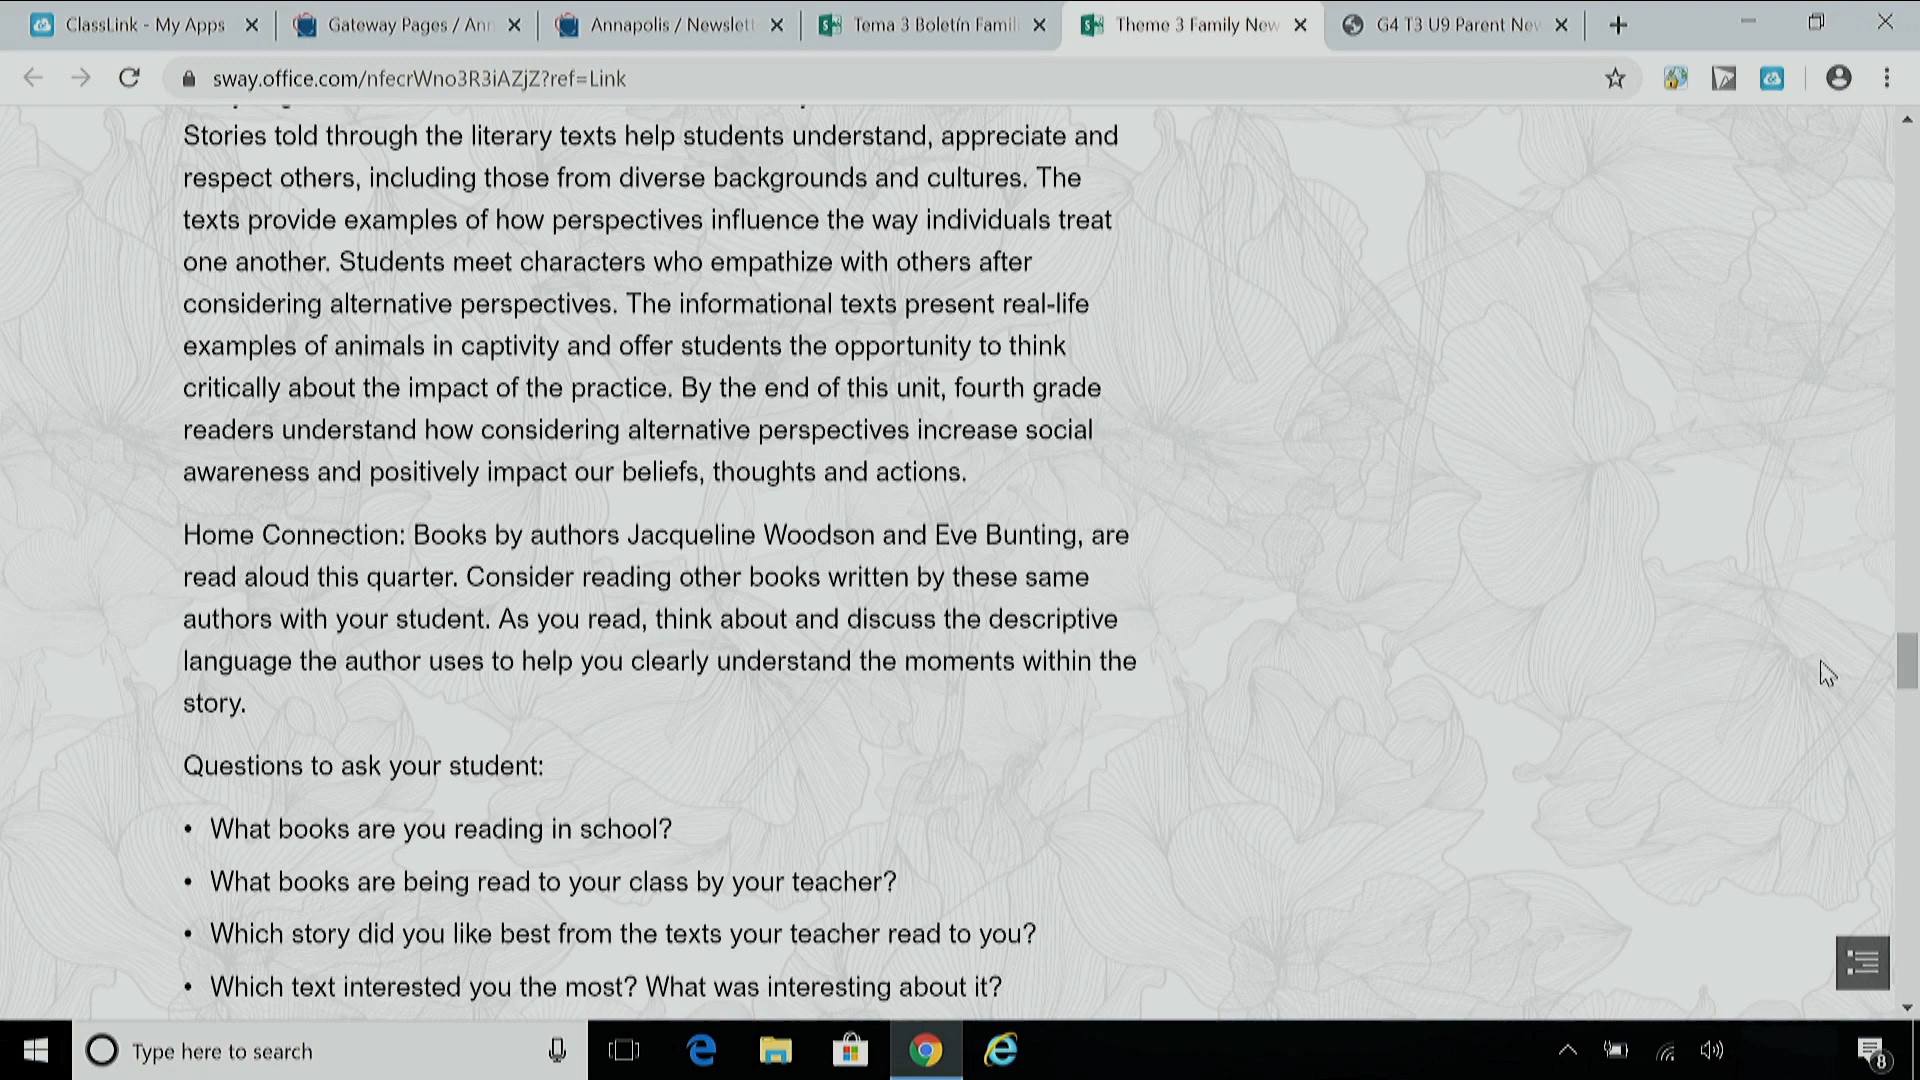 ClassLink - My Apps
Gateway Pages / Ann
Annapolis / Newslett
Tema 3 Boletín Famili
Theme 3 Family New
G4 T3 U9 Parent Nev
sway.office.com/nfecrWno3R3iAZjZ?ref=Link
Stories told through the literary texts help students understand, appreciate and
respect others, including those from diverse backgrounds and cultures. The
texts provide examples of how perspectives influence the way individuals treat
one another. Students meet characters who empathize with others after
considering alternative perspectives. The informational texts present real-life
examples of animals in captivity and offer students the opportunity to think
critically about the impact of the practice. By the end of this unit, fourth grade
readers understand how considering alternative perspectives increase social
awareness and positively impact our beliefs, thoughts and actions.
Home Connection: Books by authors Jacqueline Woodson and Eve Bunting, are
read aloud this quarter. Consider reading other books written by these same
authors with your student. As you read, think about and discuss the descriptive
language the author uses to help you clearly understand the moments within the
story.
Questions to ask your student:
• What books are you reading in school?
• What books are being read to your class by your teacher?
• Which story did you like best from the texts your teacher read to you?
• Which text interested you the most? What was interesting about it?
Type here to search
8